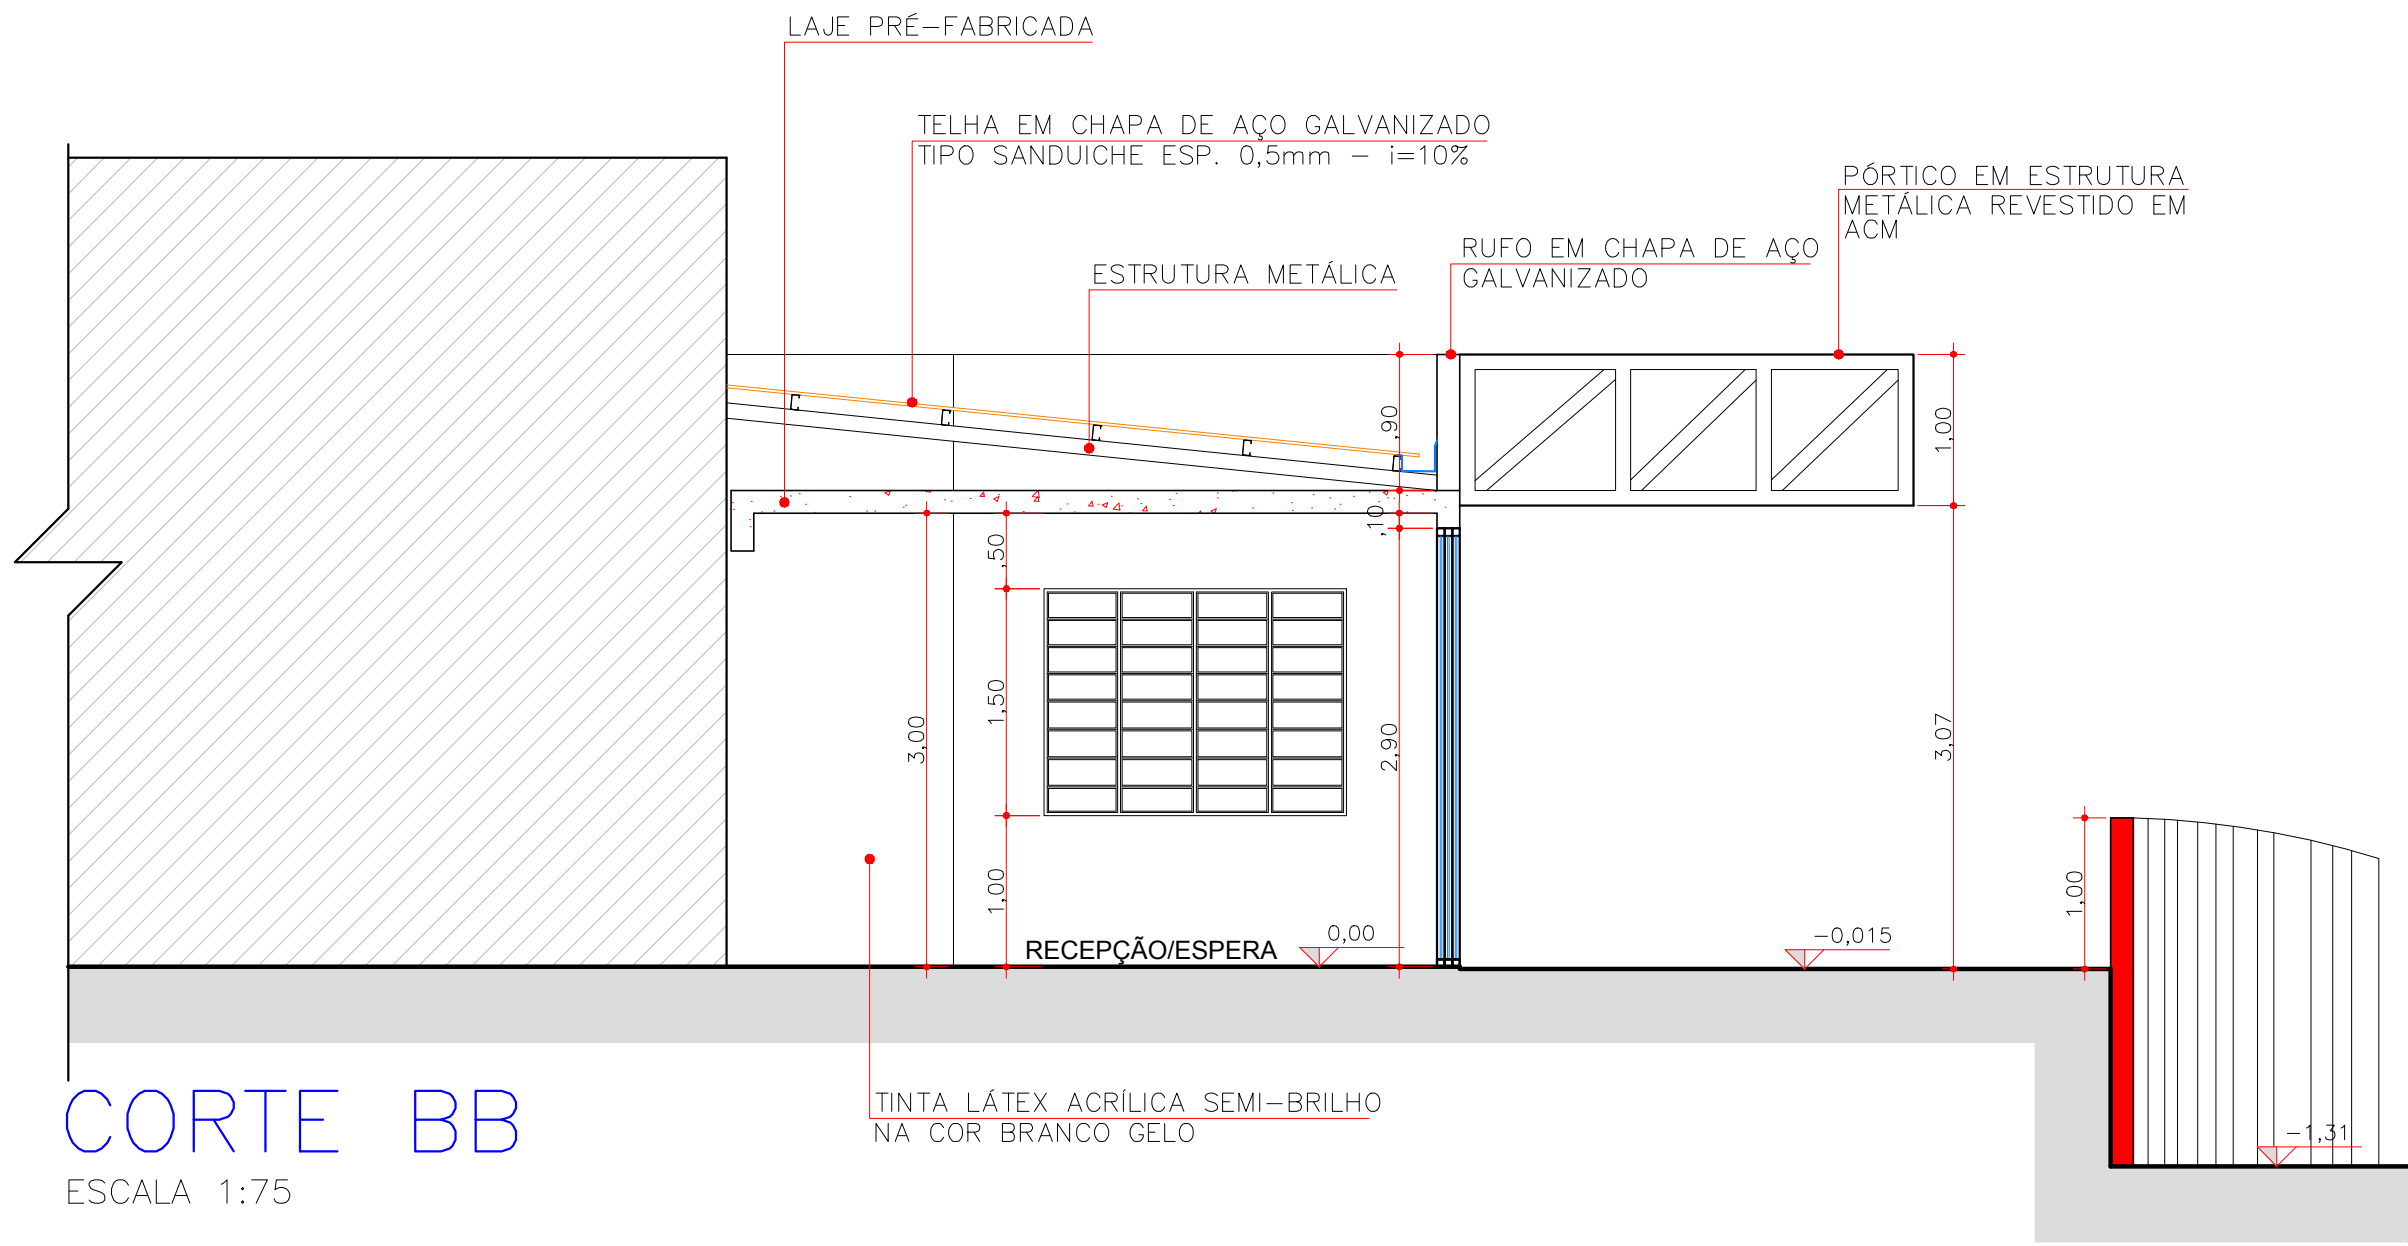 LAJE PRÉ-FABRICADA
TELHA EM CHAPA DE AÇO GALVANIZADO
TIPO SANDUICHE ESP. 0,5mm - i=10%
PÓRTICO EM ESTRUTURA
METÁLICA REVESTIDO EM
ACM
RUFO EM CHAPA DE AÇO
GALVANIZADO
ESTRUTURA METÁLICA
,90
1,00
,10
,50
1,50
3,00
2,90
3,07
1,00
1,00
RECEPÇÃO/ESPERA
0,00
-0,015
-1,31
TINTA LÁTEX ACRÍLICA SEMI-BRILHO
NA COR BRANCO GELO
CORTE BB
ESCALA 1:75